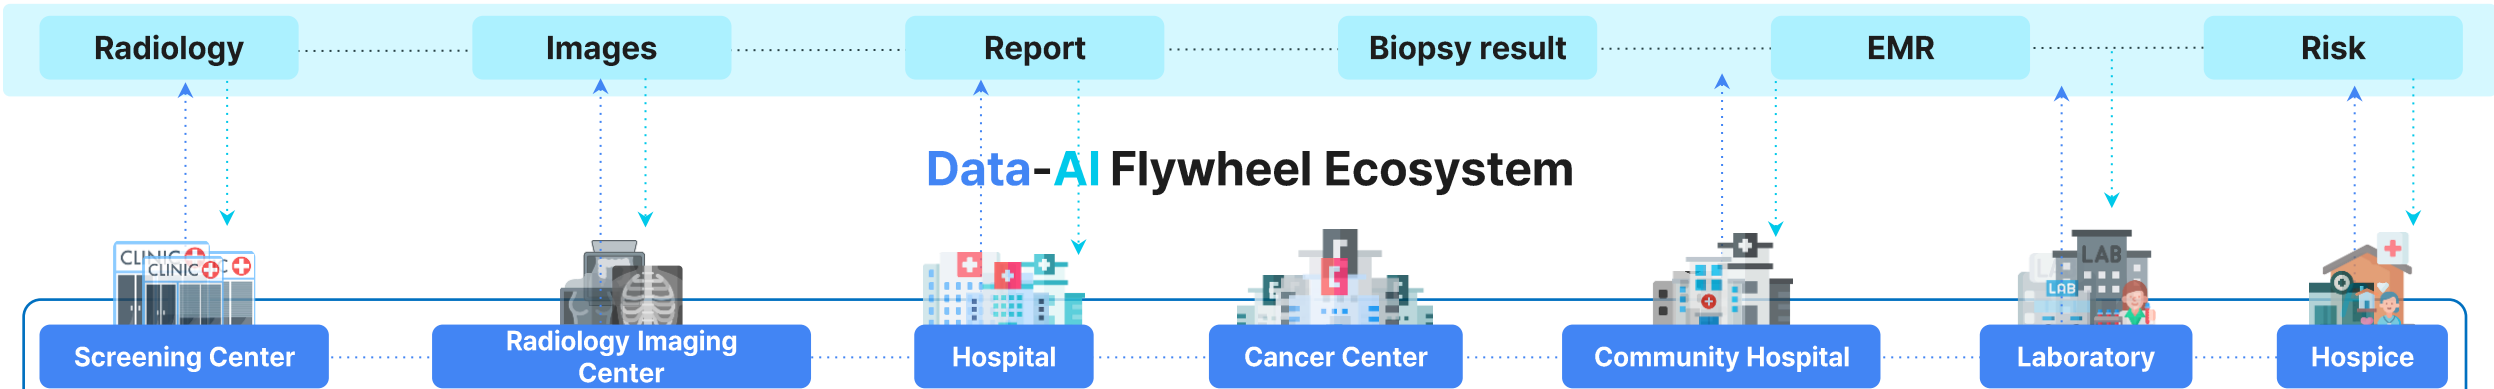 Radiology
Images
Report
Biopsy result
EMR
Risk
Data-AI Flywheel Ecosystem
CLINIC
CLINIC
C
LAB
LA
LAB
Screening Center
Radiology Imaging
Center
Hospital
Cancer Center
Community Hospital
Laboratory
Hospice